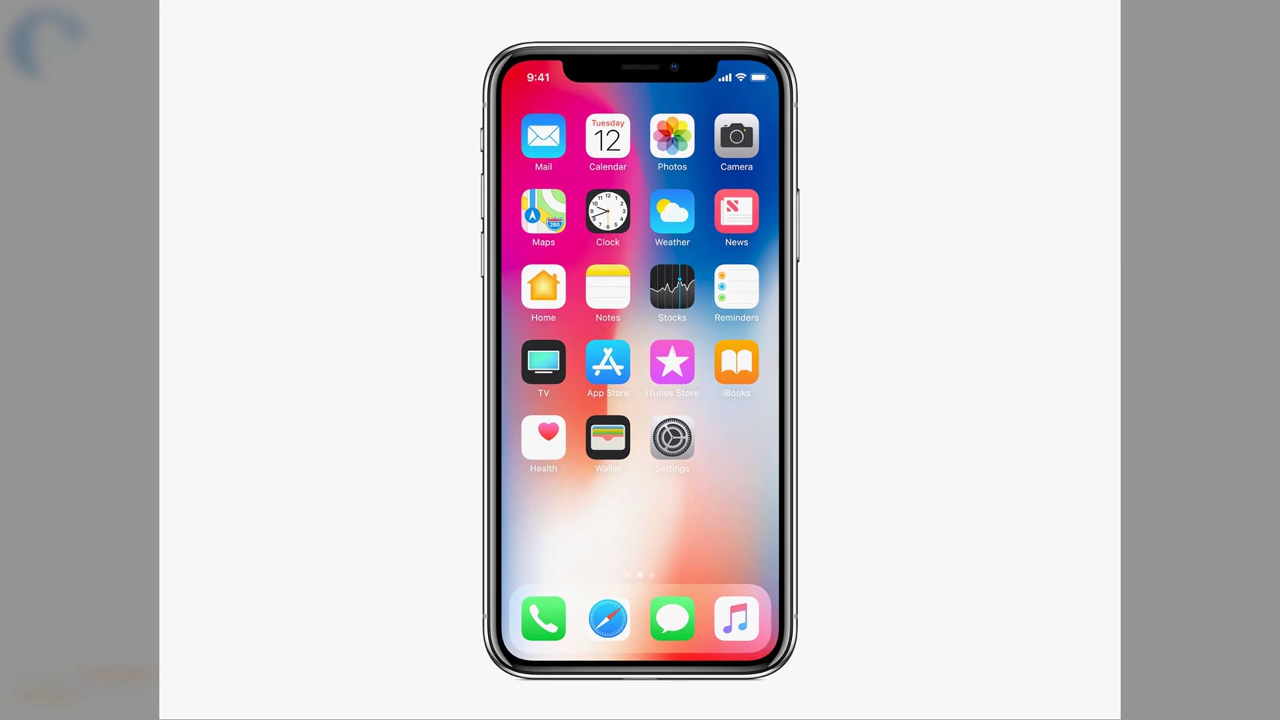 9:41
Tuesday
12
Mail Calendar Photos Camera
280
Maps Clock Weather News
Home Notes Stocks Reminders
TV App Store iTunes Store iBooks
Health Wallet Settings